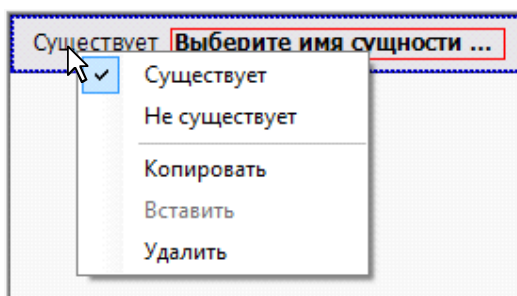 Существует Выберите имя сущности ...
Существует
Не существует
Копировать
Вставить
Удалить